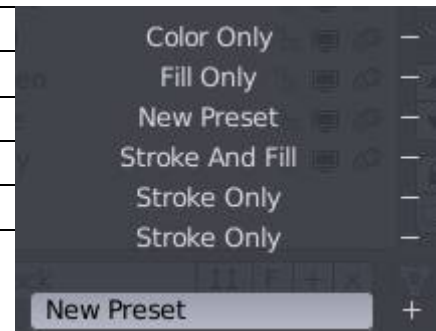 Color Only
Fill Only
New Preset
Stroke And Fill
Stroke Only
Stroke Only
New Preset